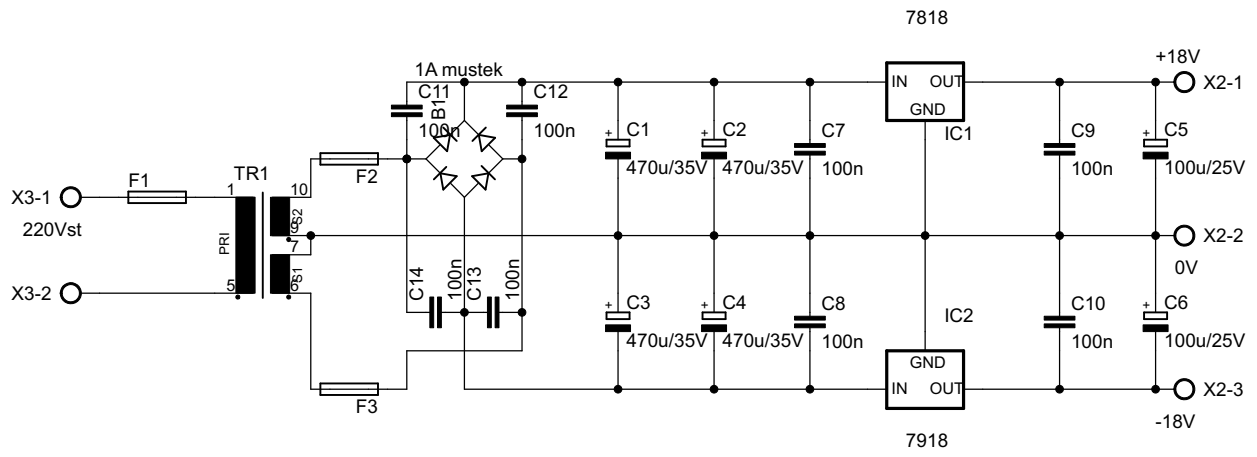 7818
+18V
1A mustek
C11
100n
B1
C12
100n
IN
OUT
GND
IC1
X2-1
C1
470u/35V
C2
470u/35V
C7
100n
C9
100n
C5
100u/25V
F2
TR1
F1
X3-1
220Vst
1
10
PRI
S2
9
7
S1
5
6
X3-2
X2-2
0V
C14
100n
C13
100n
C3
470u/35V
C4
470u/35V
C8
100n
IC2
C10
100n
C6
100u/25V
GND
IN
OUT
X2-3
F3
-18V
7918